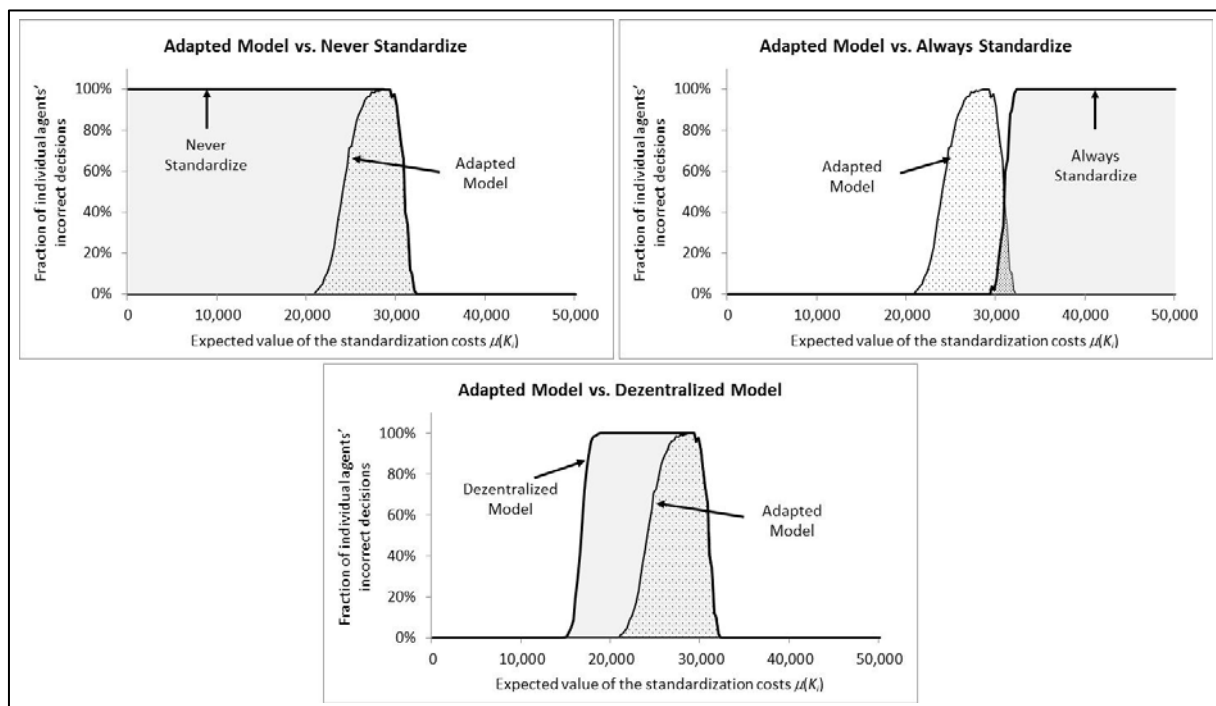 Adapted Model vs. Never Standardize
Fraction of individual agents'
incorrect decisions
100%
80%
60%
40%
20%
0%
Never
Standardize
Adapted
Model
0
10,000
20,000
30,000
40,000
50,000
Expected value of the standardization costs μ(Kᵢ)
Adapted Model vs. Always Standardize
Fraction of individual agents'
incorrect decisions
100%
80%
60%
40%
20%
0%
Adapted
Model
Always
Standardize
0
10,000
20,000
30,000
40,000
50,000
Expected value of the standardization costs μ(Kᵢ)
Adapted Model vs. Dezentralized Model
Fraction of individual agents'
incorrect decisions
100%
80%
60%
40%
20%
0%
Dezentralized
Model
Adapted
Model
0
10,000
20,000
30,000
40,000
50,000
Expected value of the standardization costs μ(Kᵢ)